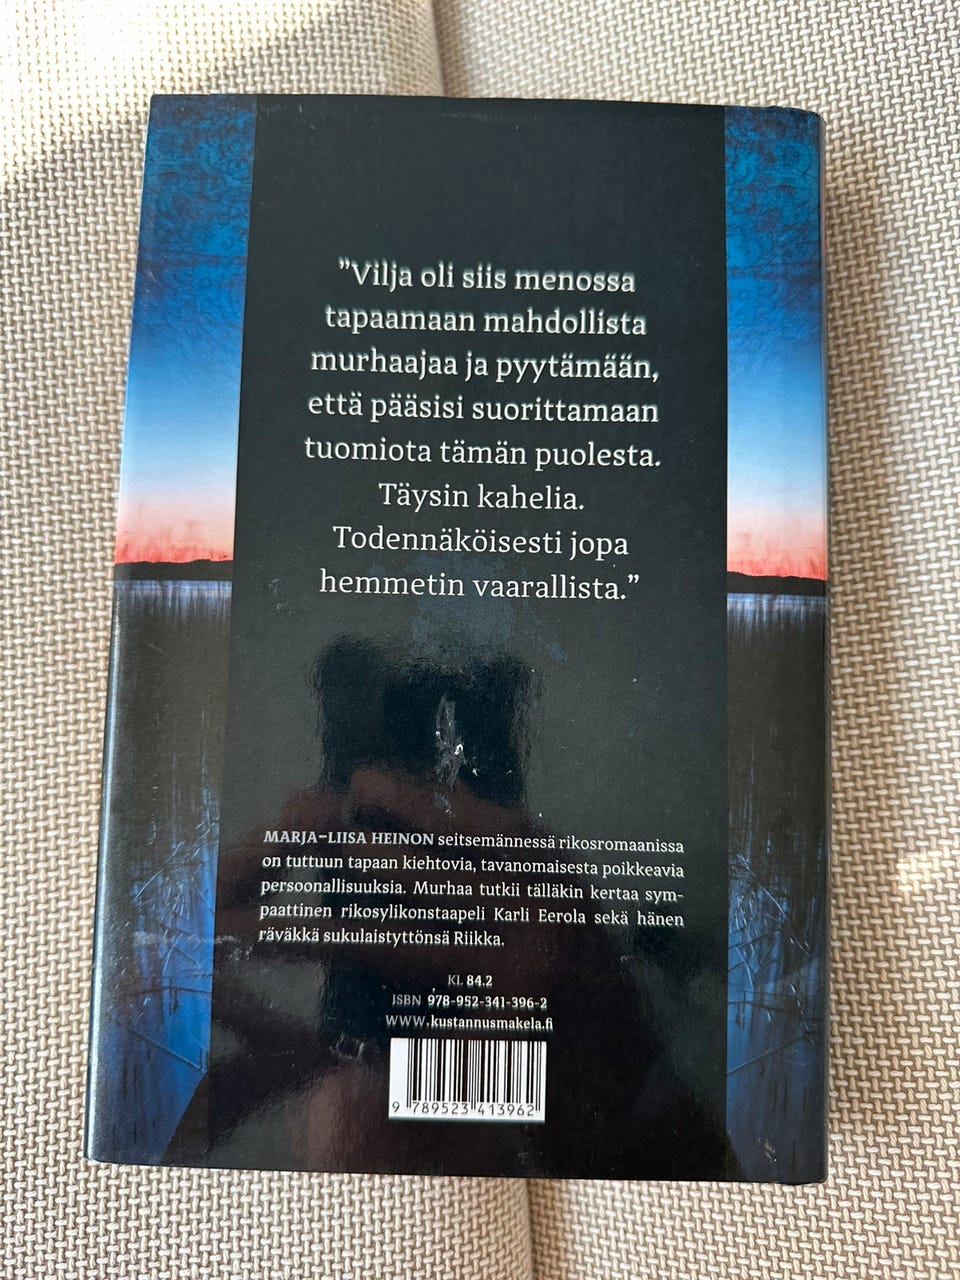 ”Vilja oli siis menossa
tapaamaan mahdollista
murhaajaa ja pyytämään,
että pääsisi suorittamaan
tuomiota tämän puolesta.
Täysin kahelia.
Todennäköisesti jopa
hemmetin vaarallista.”
MARJA-LIISA HEINON seitsemännessä rikosromaanissa
on tuttuun tapaan kiehtovia, tavanomaisesta poikkeavia
persoonallisuuksia. Murhaa tutkii tälläkin kertaa sym-
paattinen rikosylikonstaapeli Karli Eerola sekä hänen
räväkkä sukulaistyttönsä Riikka.
KL 84.2
ISBN 978-952-341-396-2
WWW.kustannusmakela.fi
9 789523 413962